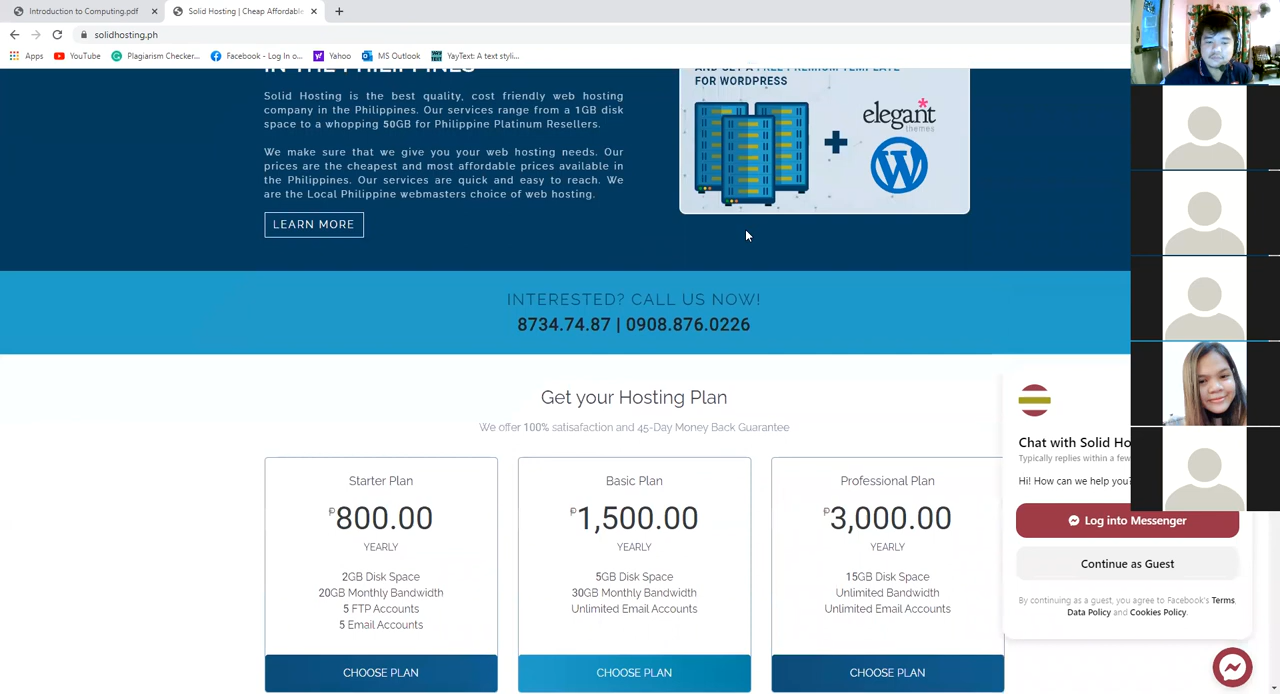 Introduction to Computing.pdf
Solid Hosting | Cheap Affordable
solidhosting.ph
Apps
YouTube
Plagiarism Checker...
Facebook - Log In o...
Yahoo
MS Outlook
YayText: A text styli...
IN THE PHILIPPINES
Solid Hosting is the best quality, cost friendly web hosting
company in the Philippines. Our services range from a 1GB disk
space to a whopping 50GB for Philippine Platinum Resellers.
We make sure that we give you your web hosting needs. Our
prices are the cheapest and most affordable prices available in
the Philippines. Our services are quick and easy to reach. We
are the Local Philippine webmasters choice of web hosting.
LEARN MORE
AND GET A FREE PREMIUM TEMPLATE
FOR WORDPRESS
elegant
themes
INTERESTED? CALL US NOW!
8734.74.87 | 0908.876.0226
Get your Hosting Plan
We offer 100% satisafaction and 45-Day Money Back Guarantee
Starter Plan
₱800.00
YEARLY
2GB Disk Space
20GB Monthly Bandwidth
5 FTP Accounts
5 Email Accounts
CHOOSE PLAN
Basic Plan
₱1,500.00
YEARLY
5GB Disk Space
30GB Monthly Bandwidth
Unlimited Email Accounts
CHOOSE PLAN
Professional Plan
₱3,000.00
YEARLY
15GB Disk Space
Unlimited Bandwidth
Unlimited Email Accounts
CHOOSE PLAN
Chat with Solid Ho
Typically replies within a few
Hi! How can we help you?
Log into Messenger
Continue as Guest
By continuing as a guest, you agree to Facebook's Terms,
Data Policy and Cookies Policy.